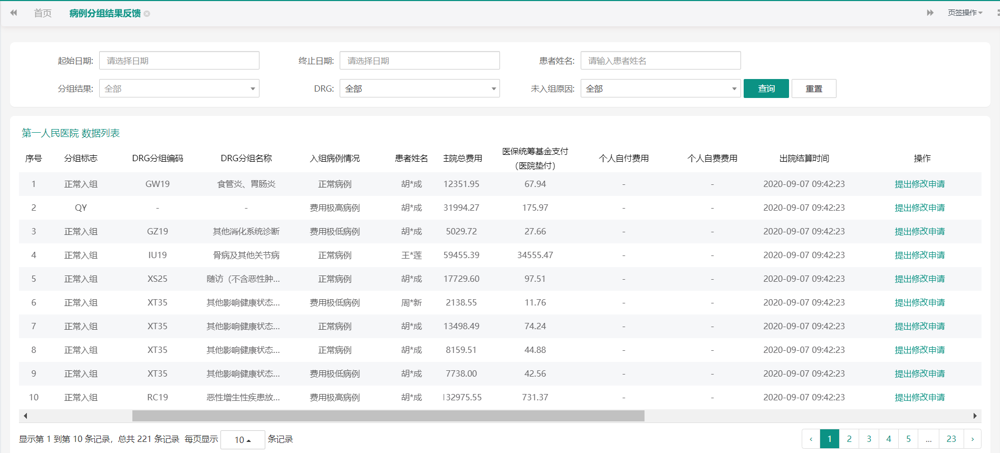 首页 病例分组结果反馈 页签操作
起始日期: 请选择日期 终止日期: 请选择日期 患者姓名: 请输入患者姓名
分组结果: 全部 DRG: 全部 未入组原因: 全部 查询 重置
第一人民医院 数据列表
序号 分组标志 DRG分组编码 DRG分组名称 入组病例情况 患者姓名 住院总费用 医保统筹基金支付（医院垫付） 个人自付费用 个人自费费用 出院结算时间 操作
1 正常入组 GW19 食管炎、胃肠炎 正常病例 胡*成 12351.95 67.94 - - 2020-09-07 09:42:23 提出修改申请
2 QY - - 费用极高病例 胡*成 31994.27 175.97 - - 2020-09-07 09:42:23 提出修改申请
3 正常入组 GZ19 其他消化系统诊断 费用极低病例 胡*成 5029.72 27.66 - - 2020-09-07 09:42:23 提出修改申请
4 正常入组 IU19 骨病及其他关节病 正常病例 王*莲 59455.39 34555.47 - - 2020-09-07 09:42:23 提出修改申请
5 正常入组 XS25 随访（不含恶性肿... 正常病例 胡*成 17729.60 97.51 - - 2020-09-07 09:42:23 提出修改申请
6 正常入组 XT35 其他影响健康状态... 费用极低病例 周*新 2138.55 11.76 - - 2020-09-07 09:42:23 提出修改申请
7 正常入组 XT35 其他影响健康状态... 正常病例 胡*成 13498.49 74.24 - - 2020-09-07 09:42:23 提出修改申请
8 正常入组 XT35 其他影响健康状态... 正常病例 胡*成 8159.51 44.88 - - 2020-09-07 09:42:23 提出修改申请
9 正常入组 XT35 其他影响健康状态... 费用极低病例 胡*成 7738.00 42.56 - - 2020-09-07 09:42:23 提出修改申请
10 正常入组 RC19 恶性增生性疾患放... 费用极高病例 胡*成 132975.55 731.37 - - 2020-09-07 09:42:23 提出修改申请
显示第 1 到第 10 条记录，总共 221 条记录 每页显示 10 条记录 ‹ 1 2 3 4 5 ... 23 ›